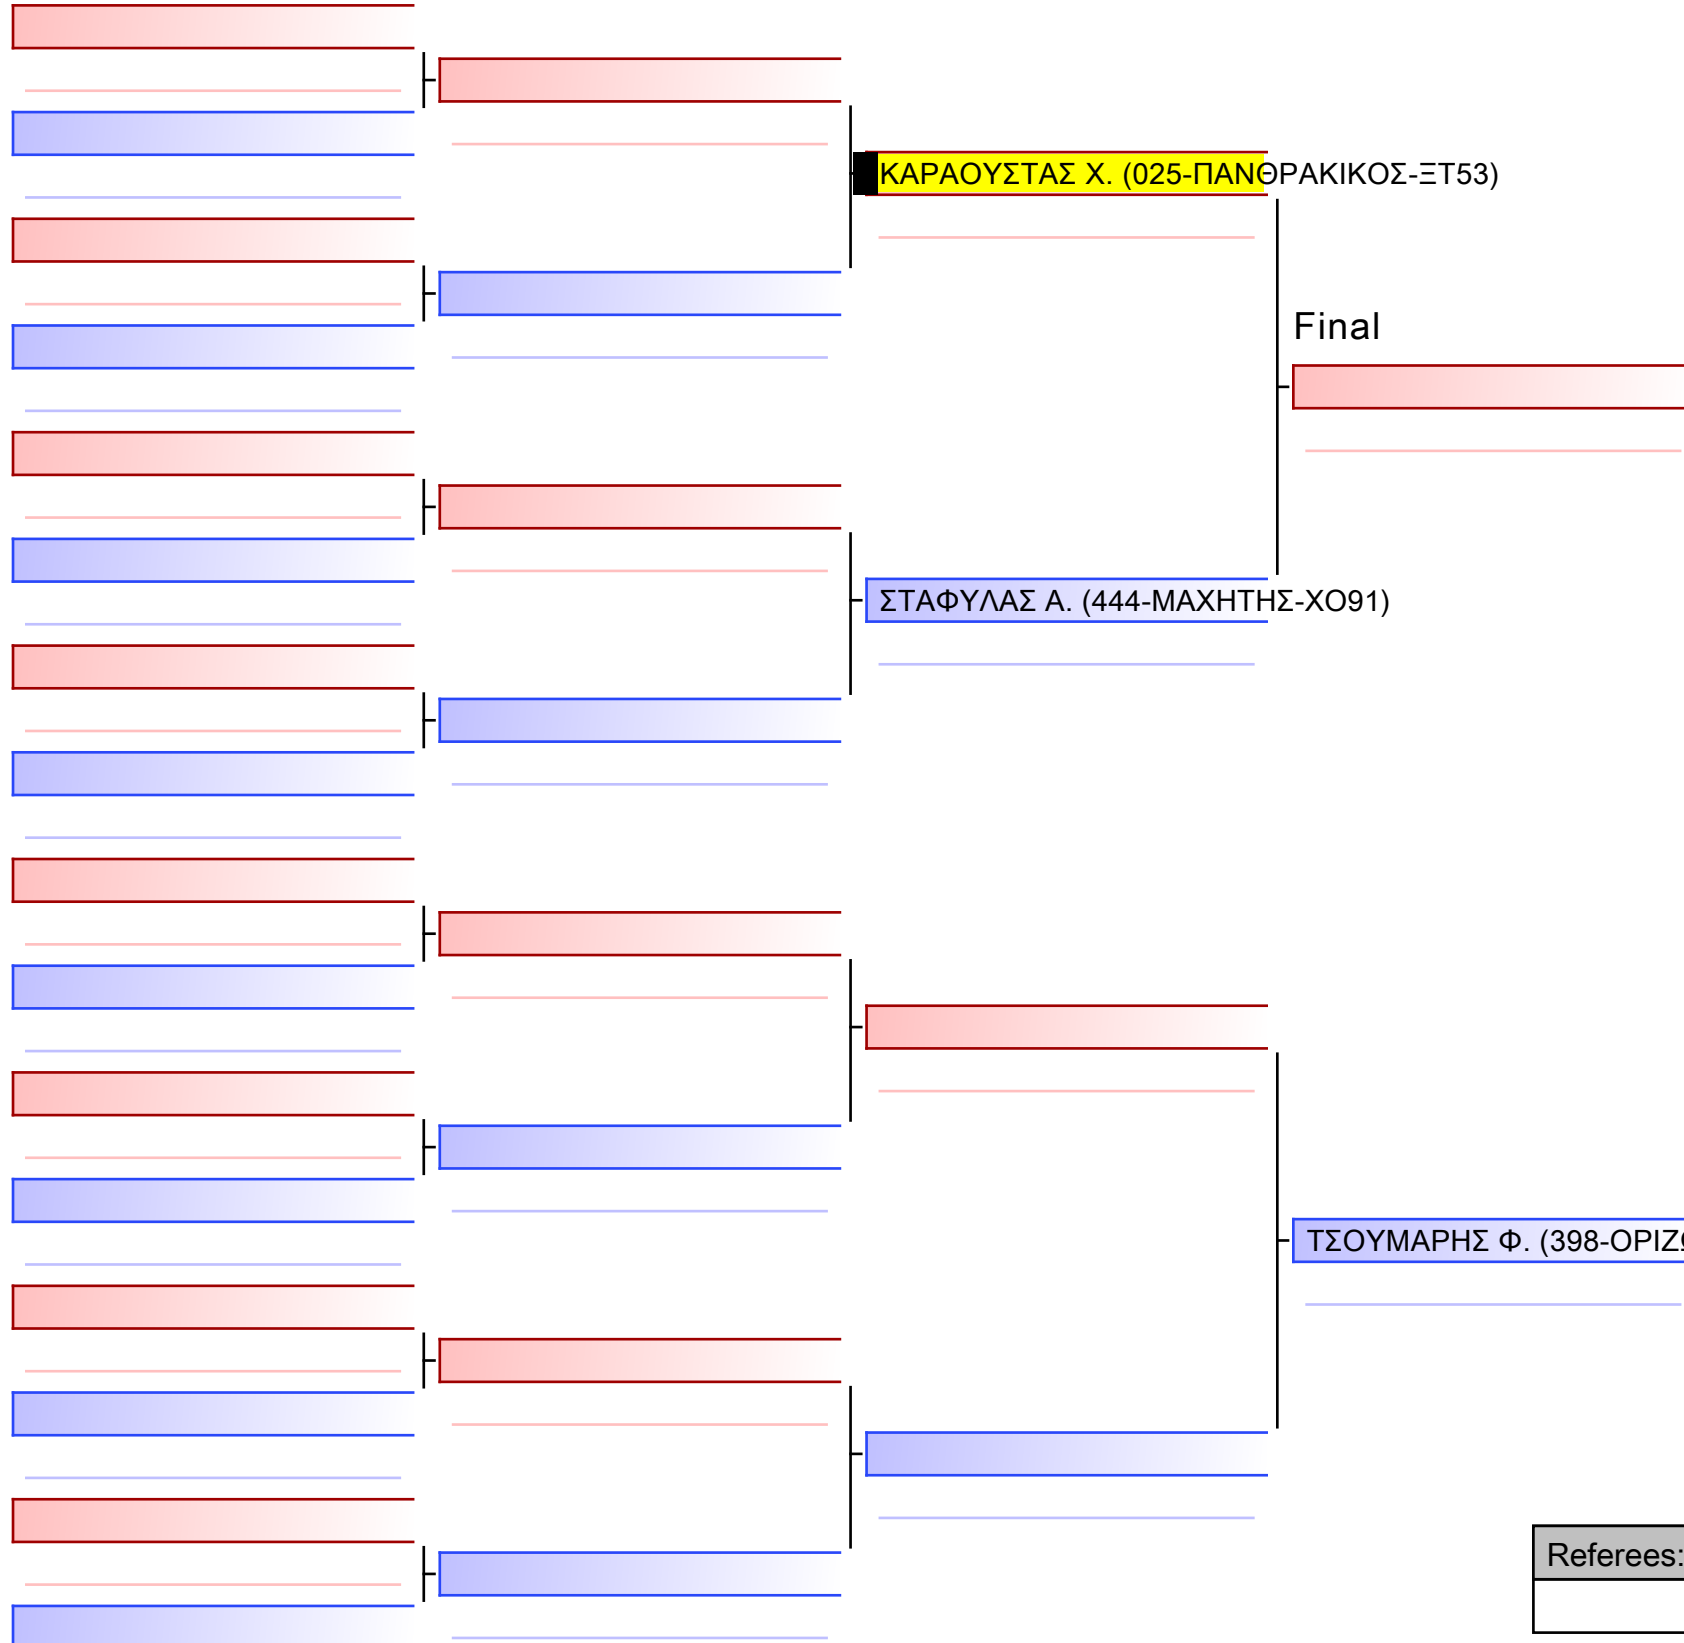 ΚΑΡΑΟΥΣΤΑΣ Χ. (025-ΠΑΝΘΡΑΚΙΚΟΣ-ΞΤ53)
Final
ΣΤΑΦΥΛΑΣ Α. (444-ΜΑΧΗΤΗΣ-ΧΟ91)
ΤΣΟΥΜΑΡΗΣ Φ. (398-ΟΡΙΖ
Referees: